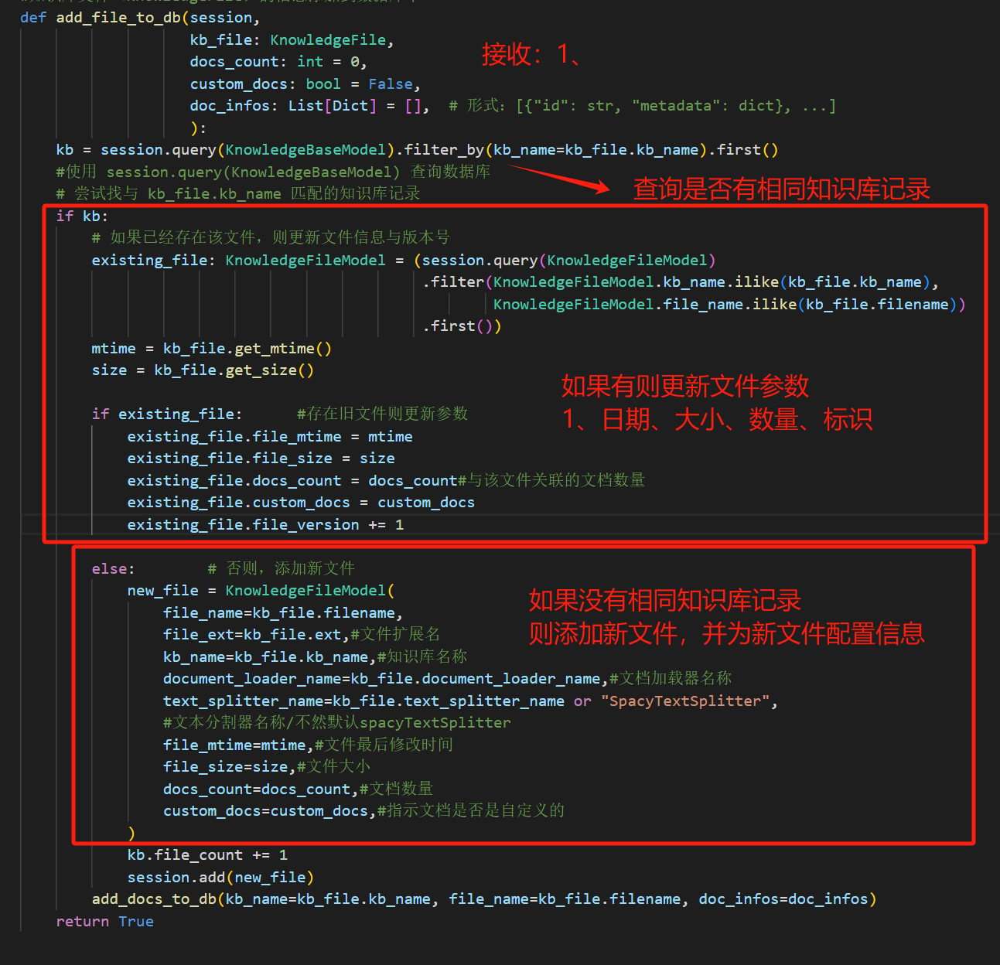 def add_file_to_db(session,
kb_file: KnowledgeFile,
docs_count: int = 0,
接收：1、
custom_docs: bool = False,
doc_infos: List[Dict] = [],  # 形式：[{"id": str, "metadata": dict}, ...]
):
kb = session.query(KnowledgeBaseModel).filter_by(kb_name=kb_file.kb_name).first()
#使用 session.query(KnowledgeBaseModel) 查询数据库
# 尝试找与 kb_file.kb_name 匹配的知识库记录
查询是否有相同知识库记录
if kb:
# 如果已经存在该文件，则更新文件信息与版本号
existing_file: KnowledgeFileModel = (session.query(KnowledgeFileModel)
.filter(KnowledgeFileModel.kb_name.ilike(kb_file.kb_name),
KnowledgeFileModel.file_name.ilike(kb_file.filename))
.first())
mtime = kb_file.get_mtime()
size = kb_file.get_size()
如果有则更新文件参数
1、日期、大小、数量、标识
if existing_file:      #存在旧文件则更新参数
existing_file.file_mtime = mtime
existing_file.file_size = size
existing_file.docs_count = docs_count#与该文件关联的文档数量
existing_file.custom_docs = custom_docs
existing_file.file_version += 1
else:        # 否则，添加新文件
new_file = KnowledgeFileModel(
如果没有相同知识库记录
则添加新文件，并为新文件配置信息
file_name=kb_file.filename,
file_ext=kb_file.ext,#文件扩展名
kb_name=kb_file.kb_name,#知识库名称
document_loader_name=kb_file.document_loader_name,#文档加载器名称
text_splitter_name=kb_file.text_splitter_name or "SpacyTextSplitter",
#文本分割器名称/不然默认spacyTextSplitter
file_mtime=mtime,#文件最后修改时间
file_size=size,#文件大小
docs_count=docs_count,#文档数量
custom_docs=custom_docs,#指示文档是否是自定义的
)
kb.file_count += 1
session.add(new_file)
add_docs_to_db(kb_name=kb_file.kb_name, file_name=kb_file.filename, doc_infos=doc_infos)
return True